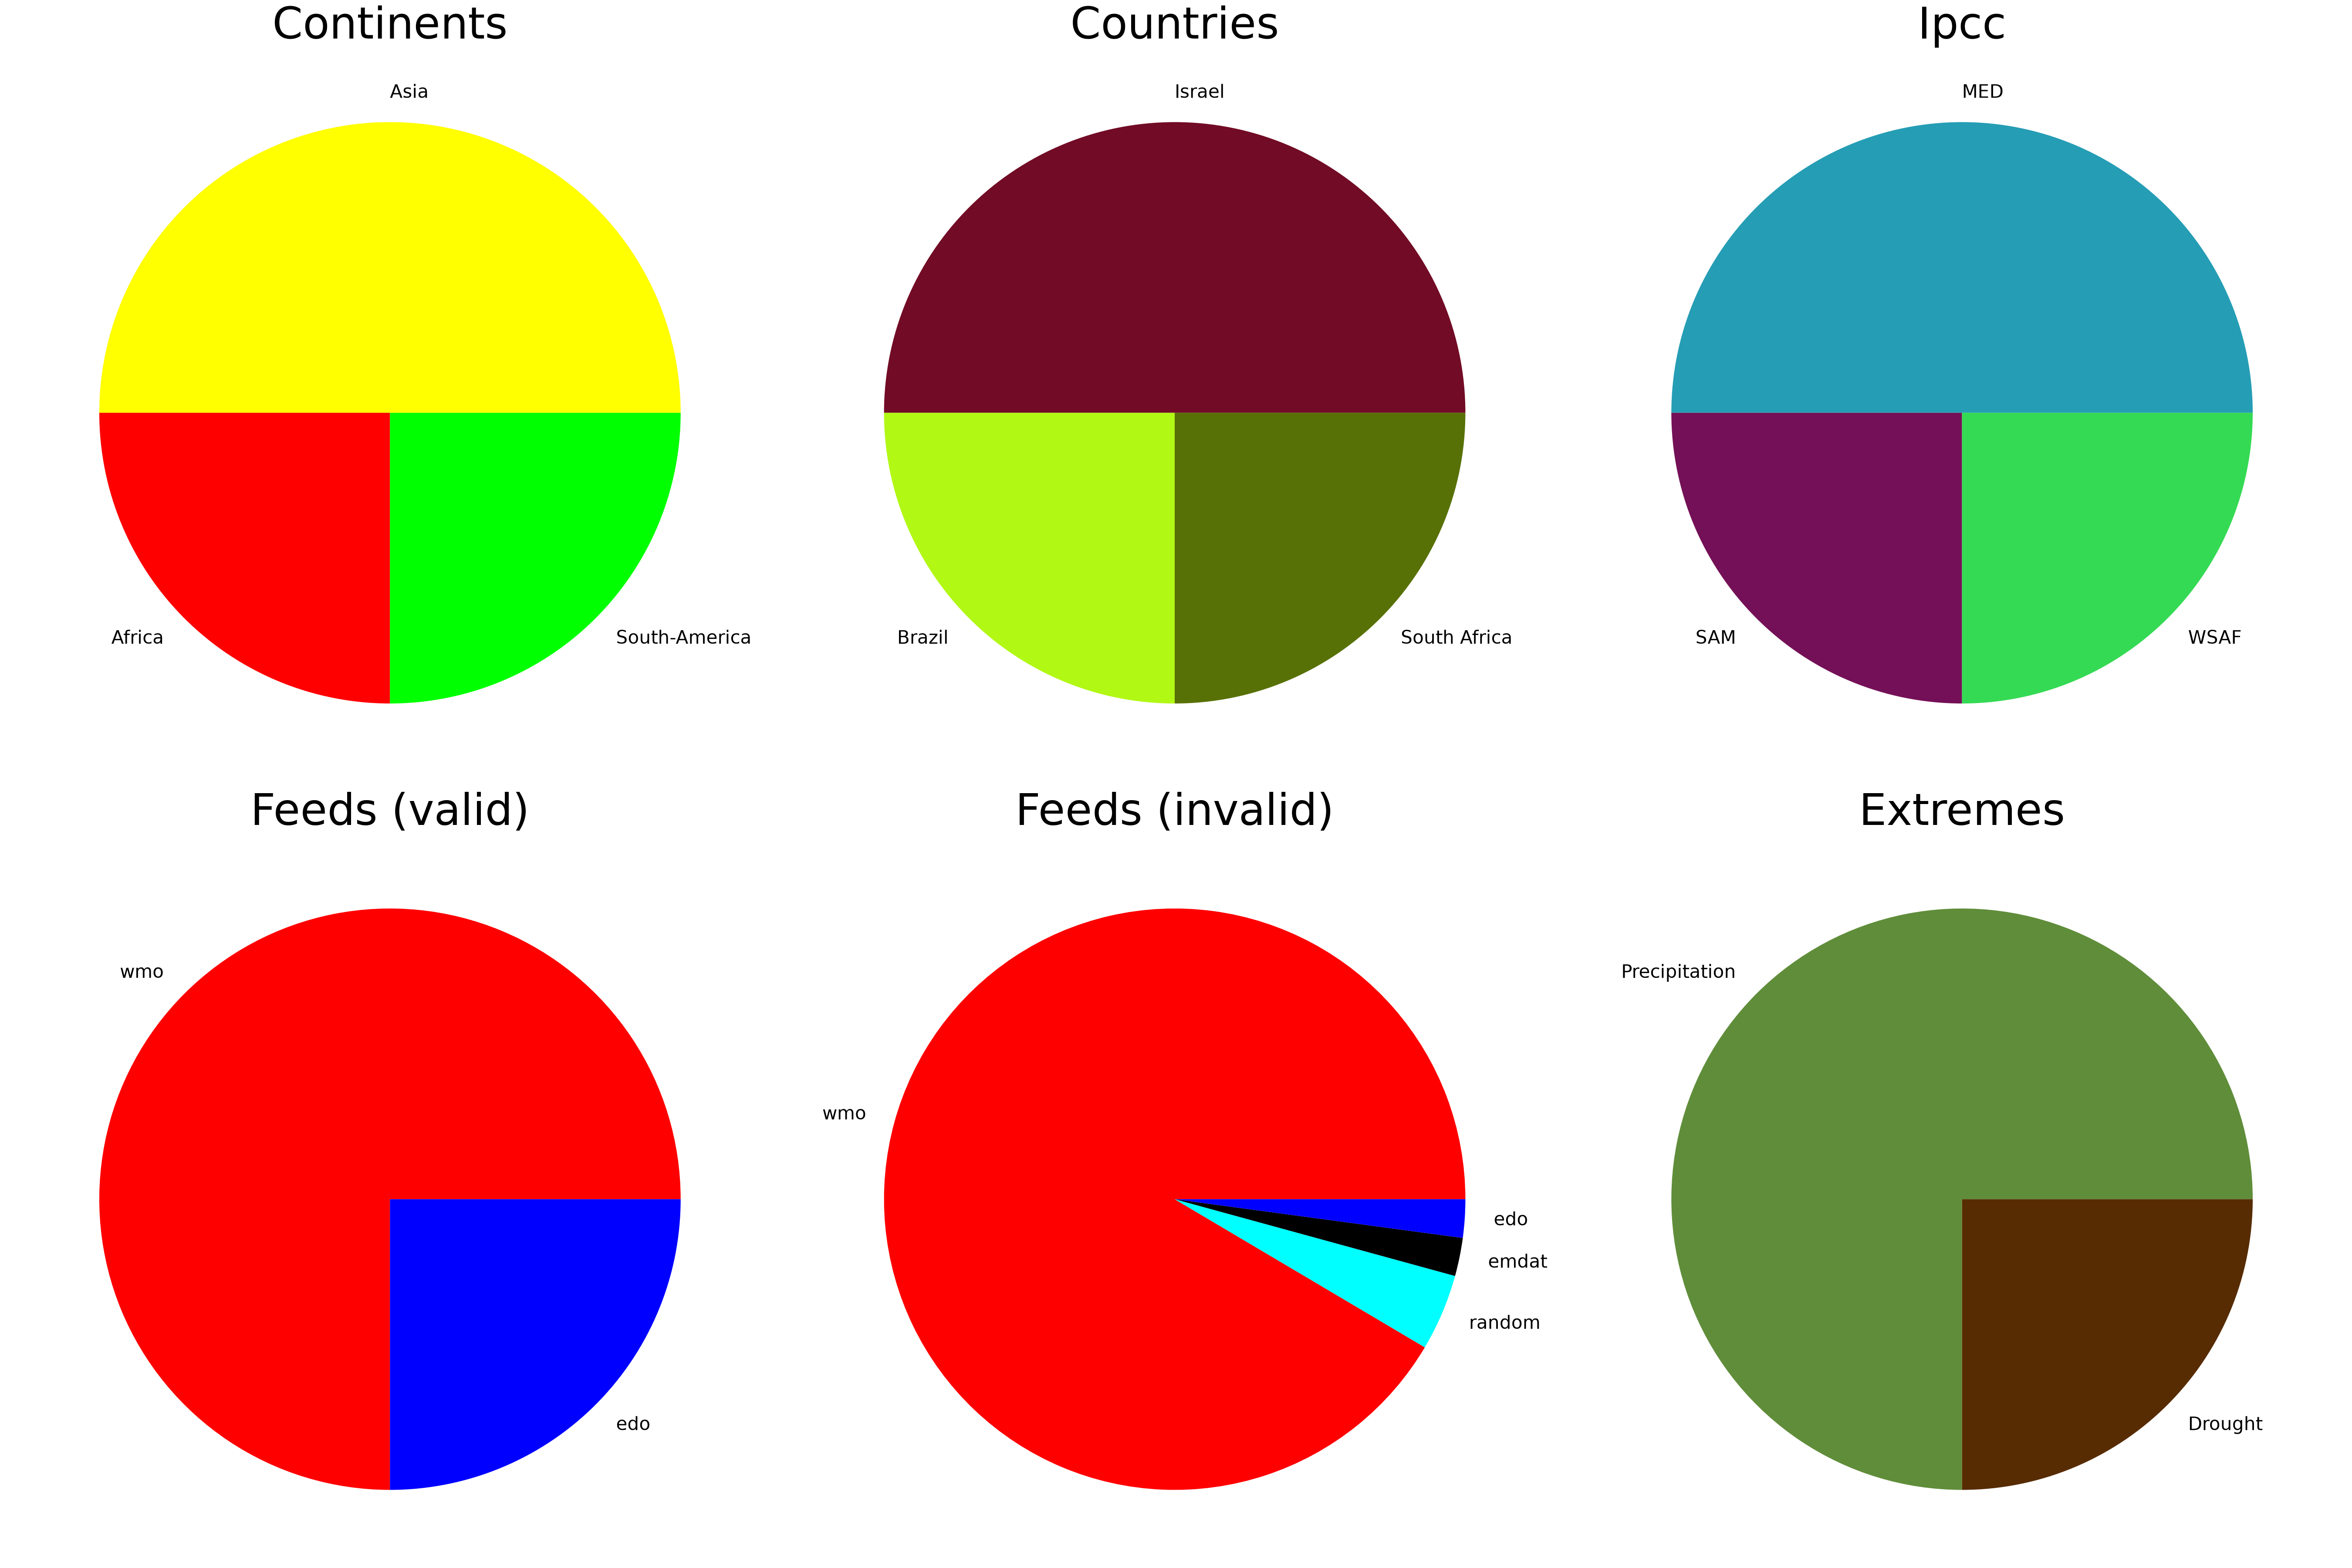 Continents
Asia
Africa
South-America
Countries
Israel
Brazil
South Africa
Ipcc
MED
SAM
WSAF
Feeds (valid)
wmo
edo
Feeds (invalid)
wmo
edo
emdat
random
Extremes
Precipitation
Drought